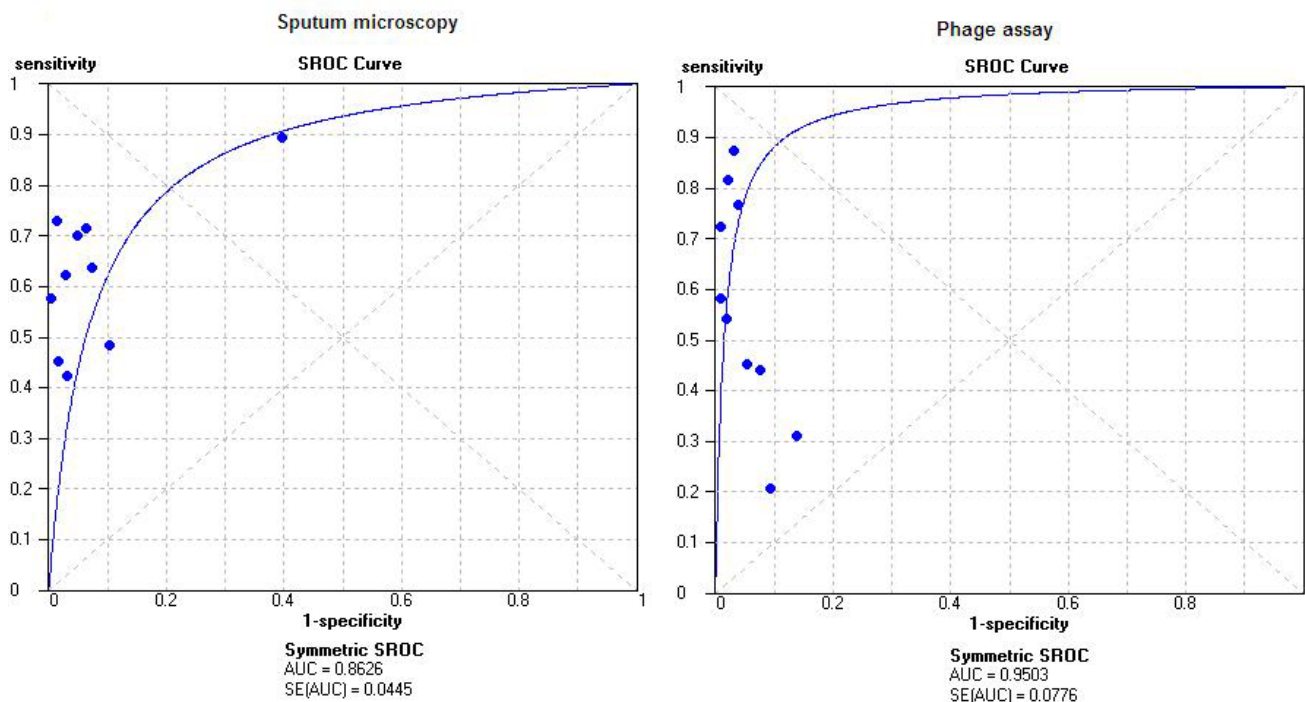 Sputum microscopy
sensitivity
SROC Curve
1
0.9
0.8
0.7
0.6
0.5
0.4
0.3
0.2
0.1
0
0
0.2
0.4
0.6
0.8
1
1-specificity
Symmetric SROC
AUC = 0.8626
SE(AUC) = 0.0445
Phage assay
sensitivity
SROC Curve
1
0.9
0.8
0.7
0.6
0.5
0.4
0.3
0.2
0.1
0
0
0.2
0.4
0.6
0.8
1-specificity
Symmetric SROC
AUC = 0.9503
SE(AUC) = 0.0776